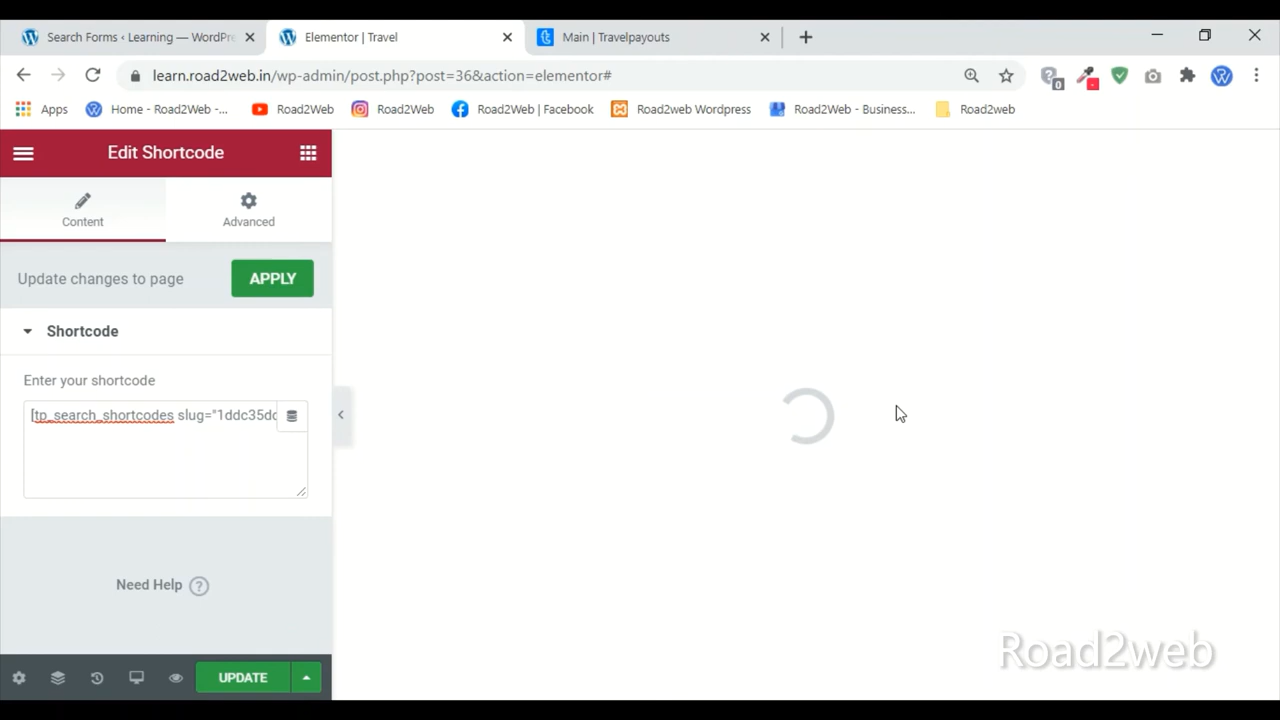 Search Forms ‹ Learning — WordPre
Elementor | Travel
Main | Travelpayouts
learn.road2web.in/wp-admin/post.php?post=36&action=elementor#
0
Apps
Home - Road2Web -...
Road2Web
Road2Web
Road2Web | Facebook
Road2web Wordpress
Road2Web - Business...
Road2web
Edit Shortcode
Content
Advanced
Update changes to page
APPLY
Shortcode
Enter your shortcode
[tp_search_shortcodes slug="1ddc35dc
Need Help ?
UPDATE
Road2web